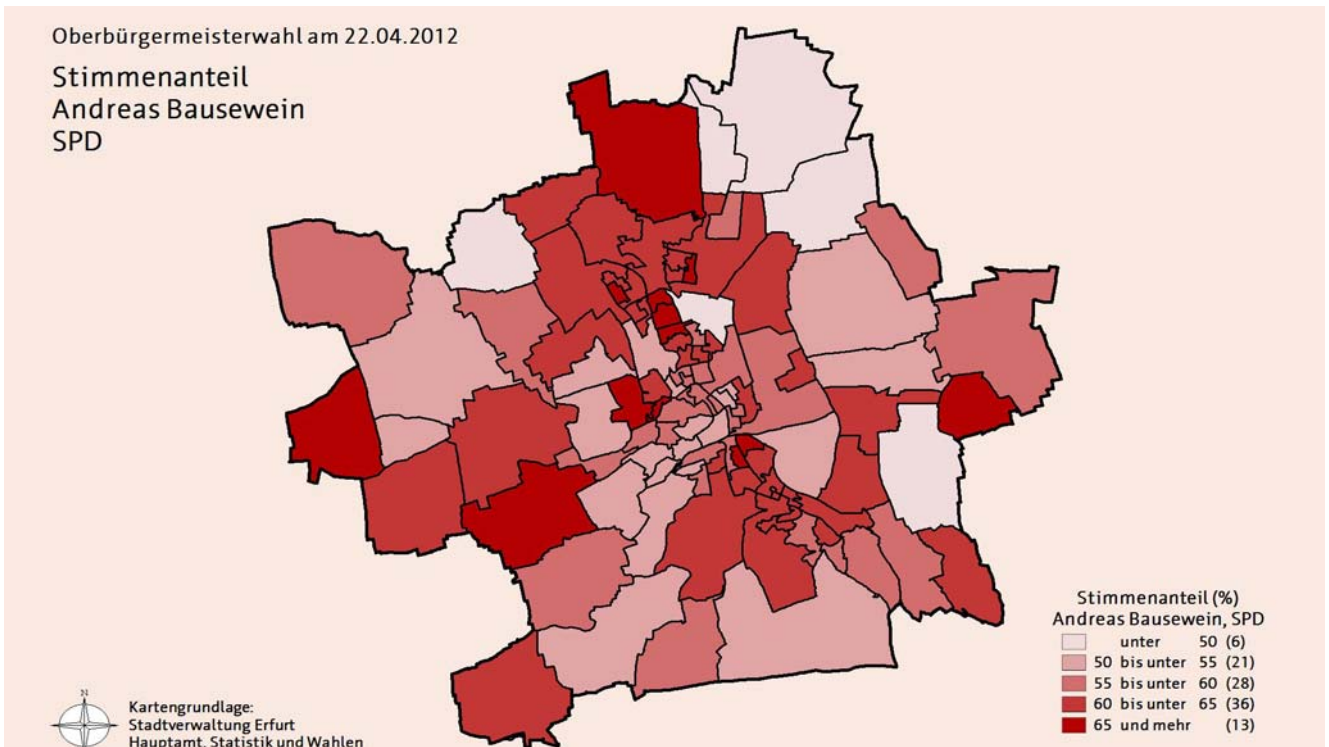 Oberbürgermeisterwahl am 22.04.2012
Stimmenanteil
Andreas Bausewein
SPD
Stimmenanteil (%)
Andreas Bausewein, SPD
unter 50 (6)
50 bis unter 55 (21)
55 bis unter 60 (28)
60 bis unter 65 (36)
65 und mehr (13)
N
Kartengrundlage:
Stadtverwaltung Erfurt
Hauptamt, Statistik und Wahlen